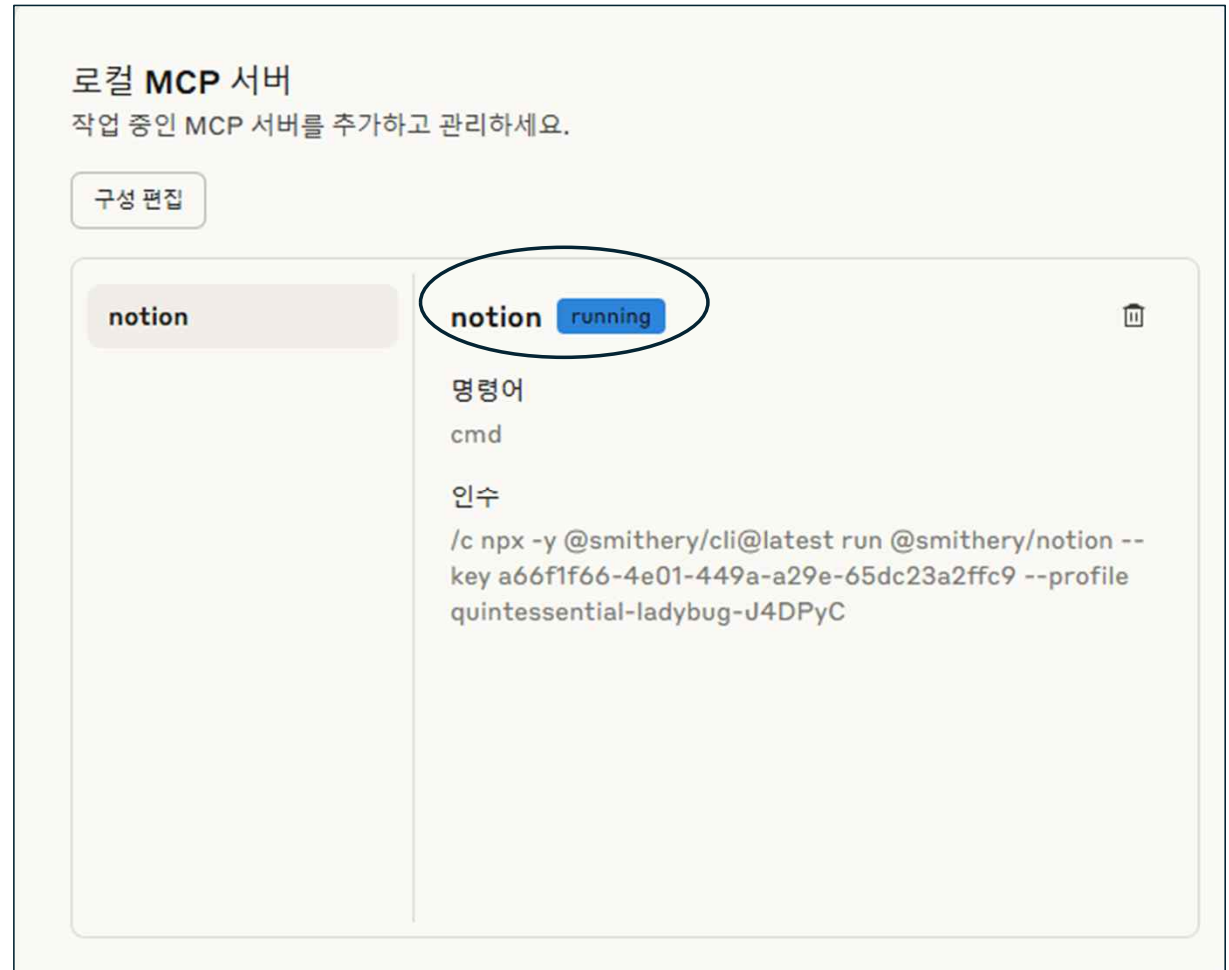 로컬 MCP 서버
작업 중인 MCP 서버를 추가하고 관리하세요.
구성 편집
notion
notion running
명령어
cmd
인수
/c npx -y @smithery/cli@latest run @smithery/notion --
key a66f1f66-4e01-449a-a29e-65dc23a2ffc9 --profile
quintessential-ladybug-J4DPyC